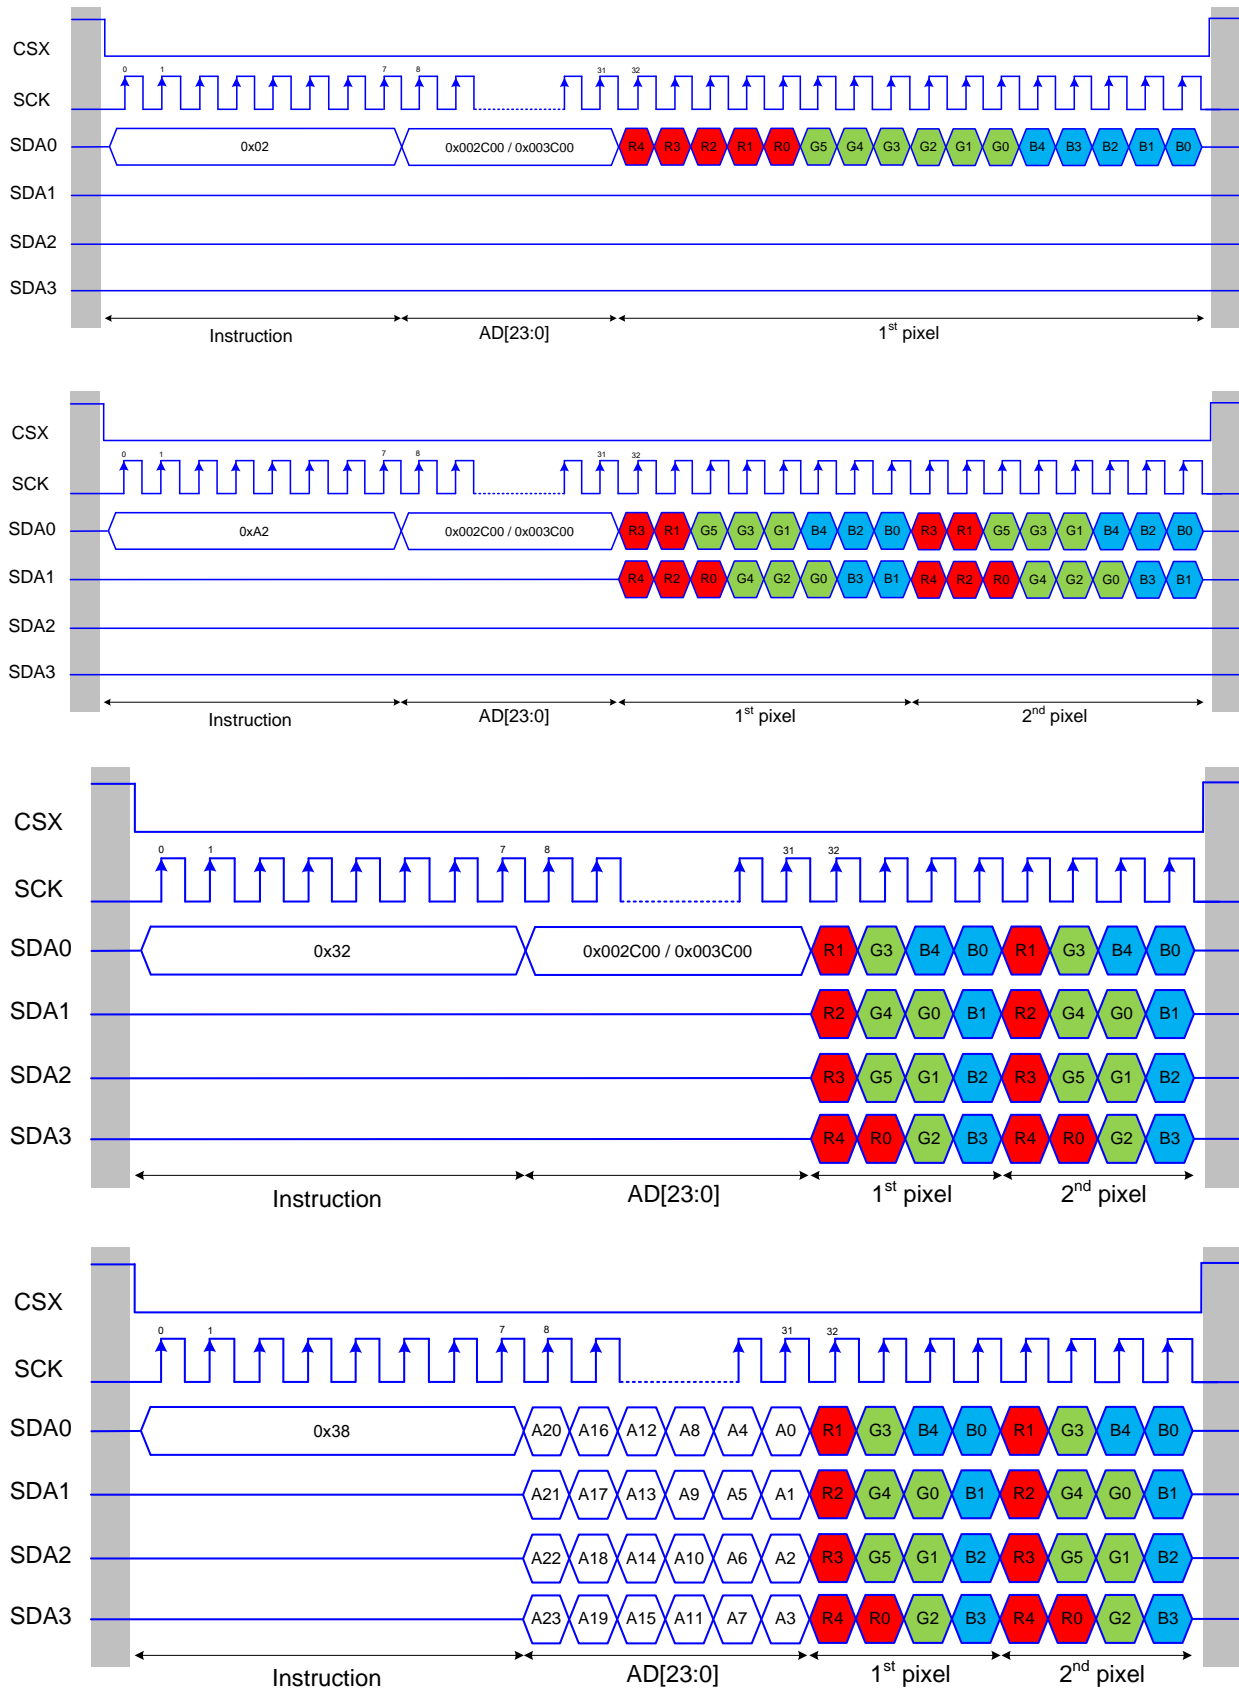 CSX
0 1 7 8 31 32
SCK
SDA0 0x02 0x002C00 / 0x003C00 R4 R3 R2 R1 R0 G5 G4 G3 G2 G1 G0 B4 B3 B2 B1 B0
SDA1
SDA2
SDA3
Instruction AD[23:0] 1st pixel
CSX
0 1 7 8 31 32
SCK
SDA0 0xA2 0x002C00 / 0x003C00 R3 R1 G5 G3 G1 B4 B2 B0 R3 R1 G5 G3 G1 B4 B2 B0
SDA1 R4 R2 R0 G4 G2 G0 B3 B1 R4 R2 R0 G4 G2 G0 B3 B1
SDA2
SDA3
Instruction AD[23:0] 1st pixel 2nd pixel
CSX
0 1 7 8 31 32
SCK
SDA0 0x32 0x002C00 / 0x003C00 R1 G3 B4 B0 R1 G3 B4 B0
SDA1 R2 G4 G0 B1 R2 G4 G0 B1
SDA2 R3 G5 G1 B2 R3 G5 G1 B2
SDA3 R4 R0 G2 B3 R4 R0 G2 B3
Instruction AD[23:0] 1st pixel 2nd pixel
CSX
0 1 7 8 31 32
SCK
SDA0 0x38 A20 A16 A12 A8 A4 A0 R1 G3 B4 B0 R1 G3 B4 B0
SDA1 A21 A17 A13 A9 A5 A1 R2 G4 G0 B1 R2 G4 G0 B1
SDA2 A22 A18 A14 A10 A6 A2 R3 G5 G1 B2 R3 G5 G1 B2
SDA3 A23 A19 A15 A11 A7 A3 R4 R0 G2 B3 R4 R0 G2 B3
Instruction AD[23:0] 1st pixel 2nd pixel